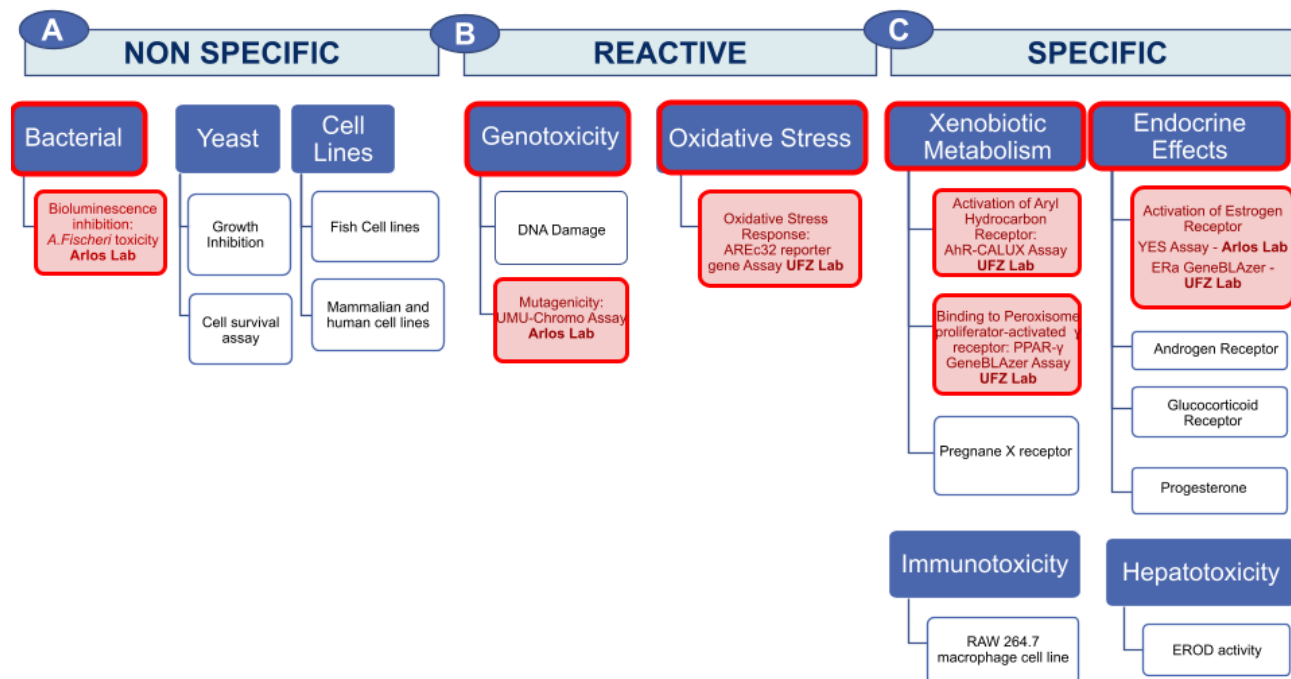 A
NON SPECIFIC
B
REACTIVE
C
SPECIFIC
Bacterial
Bioluminescence
inhibition:
A.Fischeri toxicity
Arlos Lab
Yeast
Growth
Inhibition
Cell survival
assay
Cell
Lines
Fish Cell lines
Mammalian and
human cell lines
Genotoxicity
DNA Damage
Mutagenicity:
UMU-Chromo Assay
Arlos Lab
Oxidative Stress
Oxidative Stress
Response:
AREc32 reporter
gene Assay UFZ Lab
Xenobiotic
Metabolism
Activation of Aryl
Hydrocarbon
Receptor:
AhR-CALUX Assay
UFZ Lab
Binding to Peroxisome
proliferator-activated γ
receptor: PPAR-γ
GeneBLAzer Assay
UFZ Lab
Pregnane X receptor
Endocrine
Effects
Activation of Estrogen
Receptor
YES Assay - Arlos Lab
ERa GeneBLAzer -
UFZ Lab
Androgen Receptor
Glucocorticoid
Receptor
Progesterone
Immunotoxicity
RAW 264.7
macrophage cell line
Hepatotoxicity
EROD activity